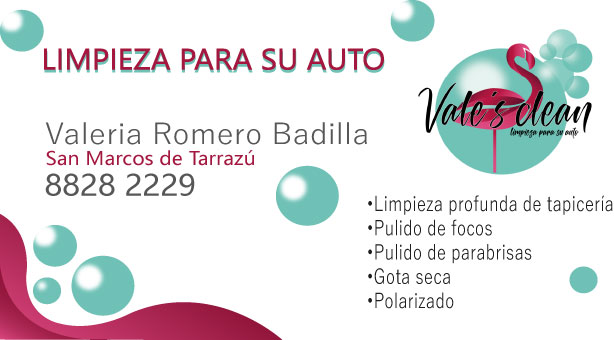 LIMPIEZA PARA SU AUTO
Vale's clean
limpieza para su auto
Valeria Romero Badilla
San Marcos de Tarrazú
8828 2229
•Limpieza profunda de tapicería
•Pulido de focos
•Pulido de parabrisas
•Gota seca
•Polarizado